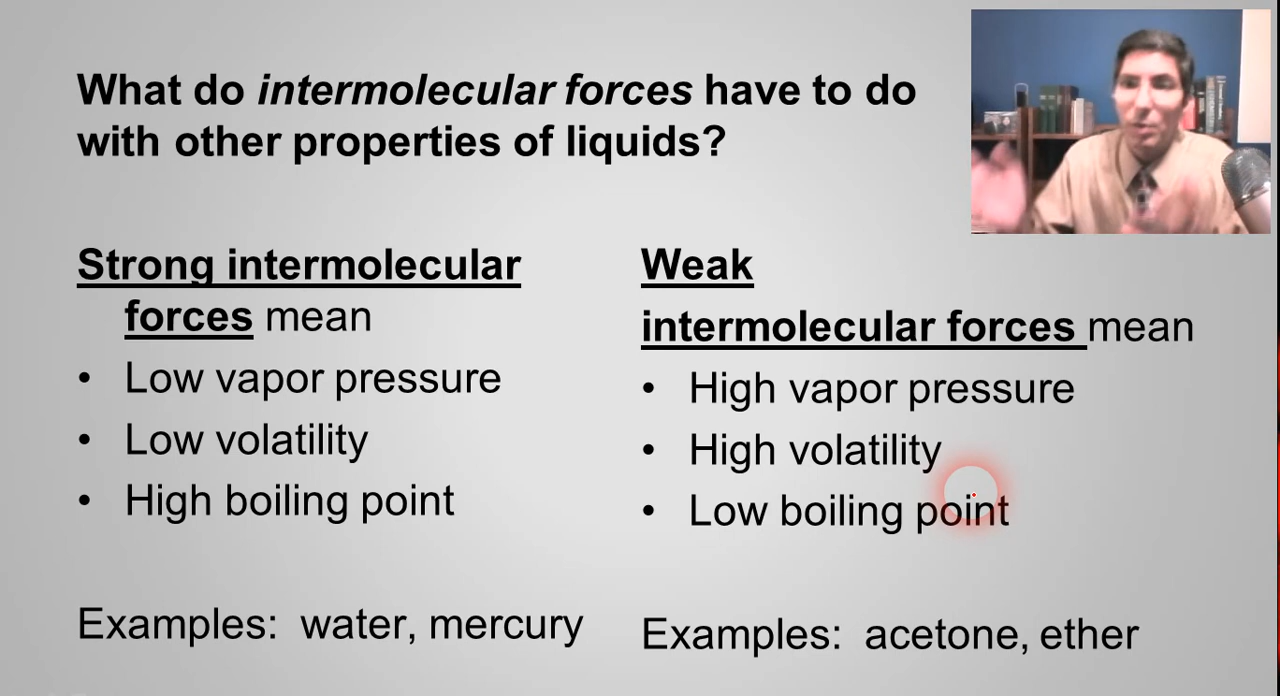 What do intermolecular forces have to do
with other properties of liquids?
Strong intermolecular
forces mean
• Low vapor pressure
• Low volatility
• High boiling point
Examples: water, mercury
Weak
intermolecular forces mean
• High vapor pressure
• High volatility
• Low boiling point
Examples: acetone, ether